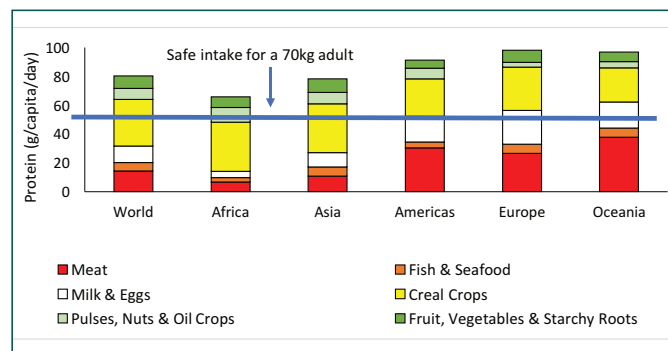 Safe intake for a 70kg adult
Protein (g/capita/day)
100
80
60
40
20
0
World Africa Asia Americas Europe Oceania
Meat Fish & Seafood
Milk & Eggs Creal Crops
Pulses, Nuts & Oil Crops Fruit, Vegetables & Starchy Roots